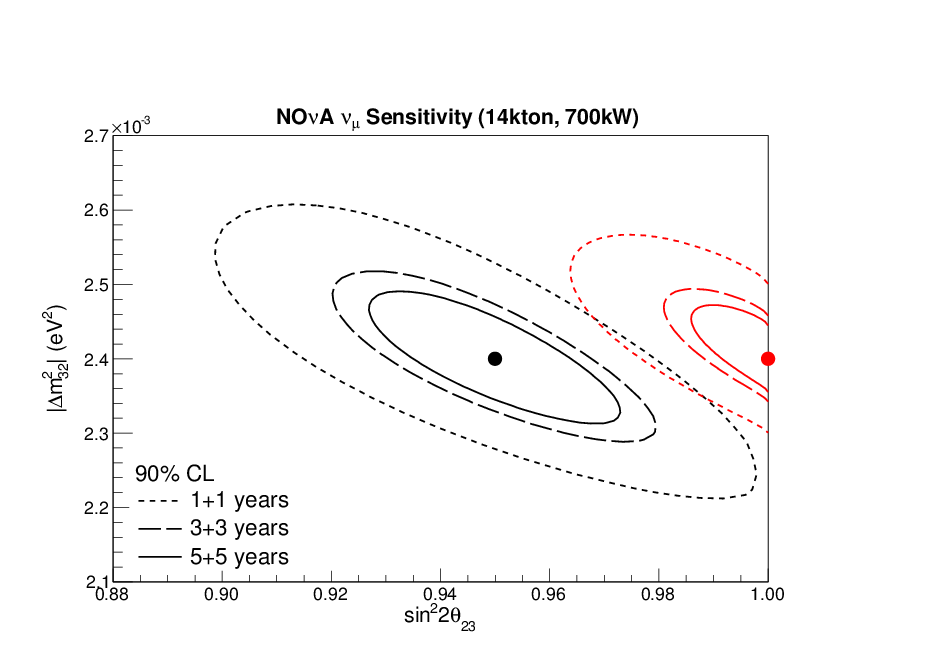 NOνA νμ Sensitivity (14kton, 700kW)
×10-3
2.7
2.6
2.5
2.4
2.3
2.2
2.1
|Δm²32| (eV²)
90% CL
1+1 years
3+3 years
5+5 years
0.88 0.90 0.92 0.94 0.96 0.98 1.00
sin²2θ23